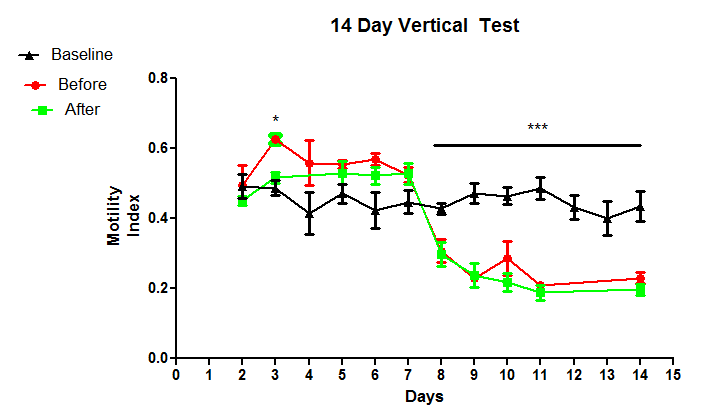 14 Day Vertical Test
Baseline
Before
After
0.8
0.6
0.4
0.2
0.0
Motility
Index
*
***
0 1 2 3 4 5 6 7 8 9 10 11 12 13 14 15
Days